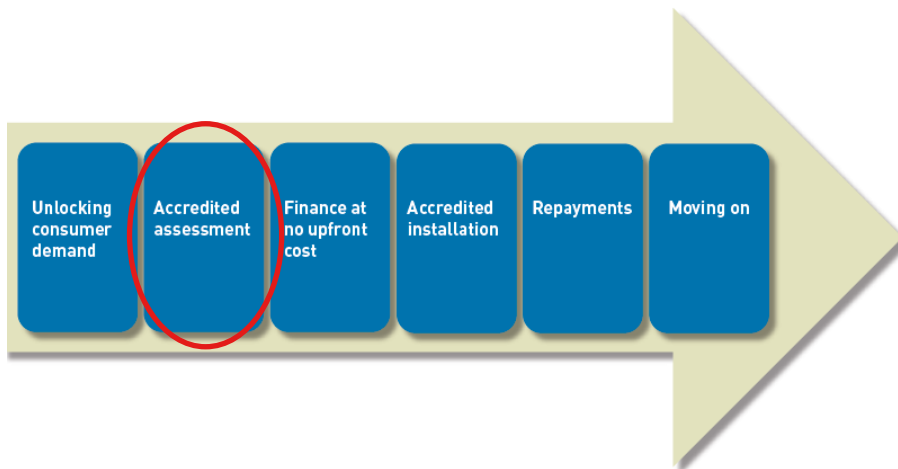 Unlocking
consumer
demand
Accredited
assessment
Finance at
no upfront
cost
Accredited
installation
Repayments
Moving on